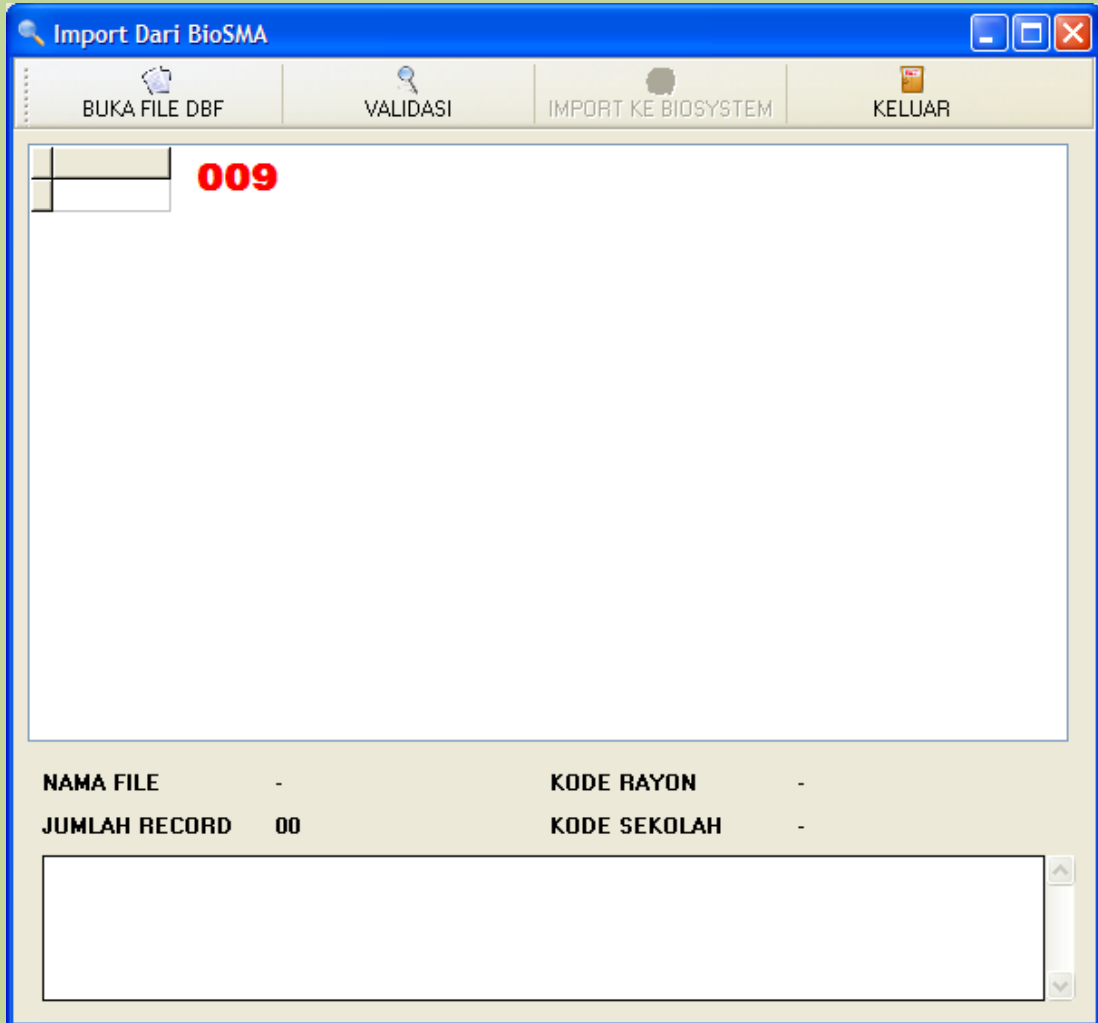 Import Dari BioSMA
BUKA FILE DBF VALIDASI IMPORT KE BIOSYSTEM KELUAR
009
NAMA FILE - KODE RAYON -
JUMLAH RECORD 00 KODE SEKOLAH -